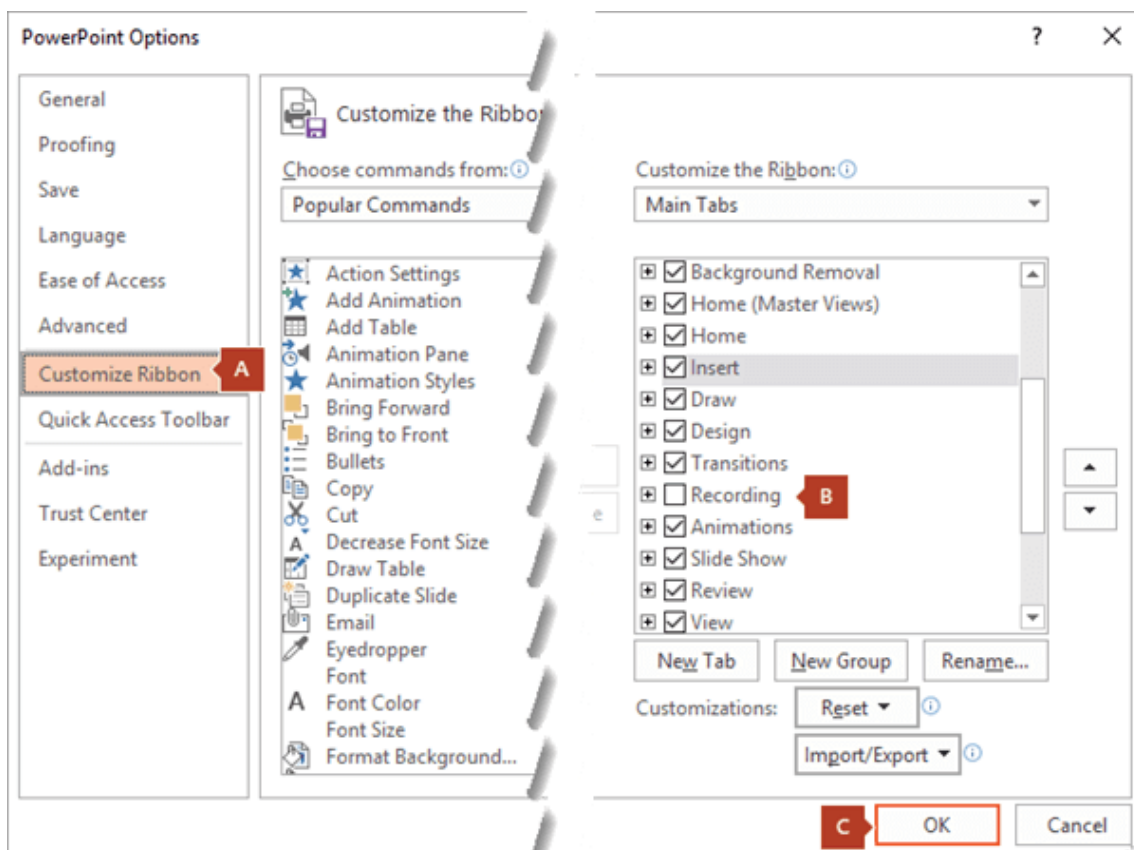 PowerPoint Options
?
General
Proofing
Save
Language
Ease of Access
Advanced
Customize Ribbon
A
Quick Access Toolbar
Add-ins
Trust Center
Experiment
Customize the Ribbo
Choose commands from:
Popular Commands
Action Settings
Add Animation
Add Table
Animation Pane
Animation Styles
Bring Forward
Bring to Front
Bullets
Copy
Cut
Decrease Font Size
Draw Table
Duplicate Slide
Email
Eyedropper
Font
Font Color
Font Size
Format Background...
Customize the Ribbon:
Main Tabs
Background Removal
Home (Master Views)
Home
Insert
Draw
Design
Transitions
Recording
B
Animations
Slide Show
Review
View
e
New Tab
New Group
Rename...
Customizations:
Reset
Import/Export
C
OK
Cancel